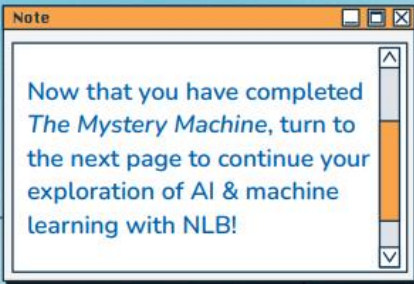 Note
Now that you have completed
The Mystery Machine, turn to
the next page to continue your
exploration of AI & machine
learning with NLB!